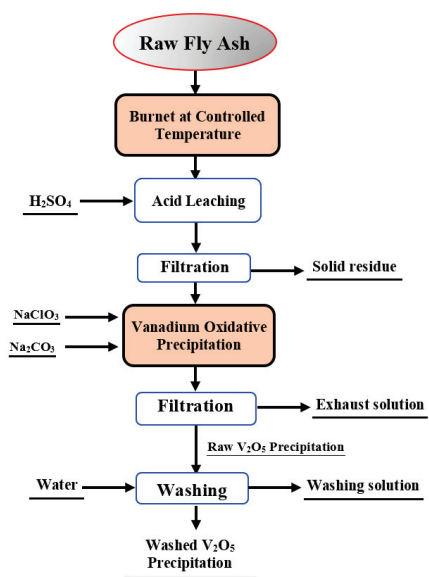 Raw Fly Ash
Burnet at Controlled
Temperature
H₂SO₄
Acid Leaching
Filtration
Solid residue
NaClO₃
Na₂CO₃
Vanadium Oxidative
Precipitation
Filtration
Exhaust solution
Raw V₂O₅ Precipitation
Water
Washing
Washing solution
Washed V₂O₅
Precipitation